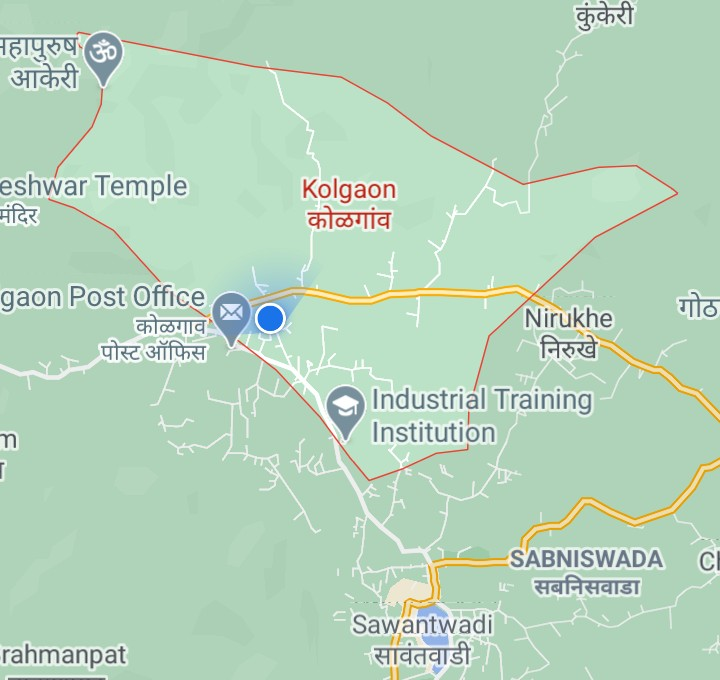 कुंकेरी
महापुरुष
आकेरी
eshwar Temple
मंदिर
Kolgaon
कोळगांव
gaon Post Office
कोळगाव
पोस्ट ऑफिस
Nirukhe
निरुखे
गोठ
Industrial Training
Institution
m
SABNISWADA
सबनिसवाडा
Ch
Sawantwadi
सावंतवाडी
rahmanpat